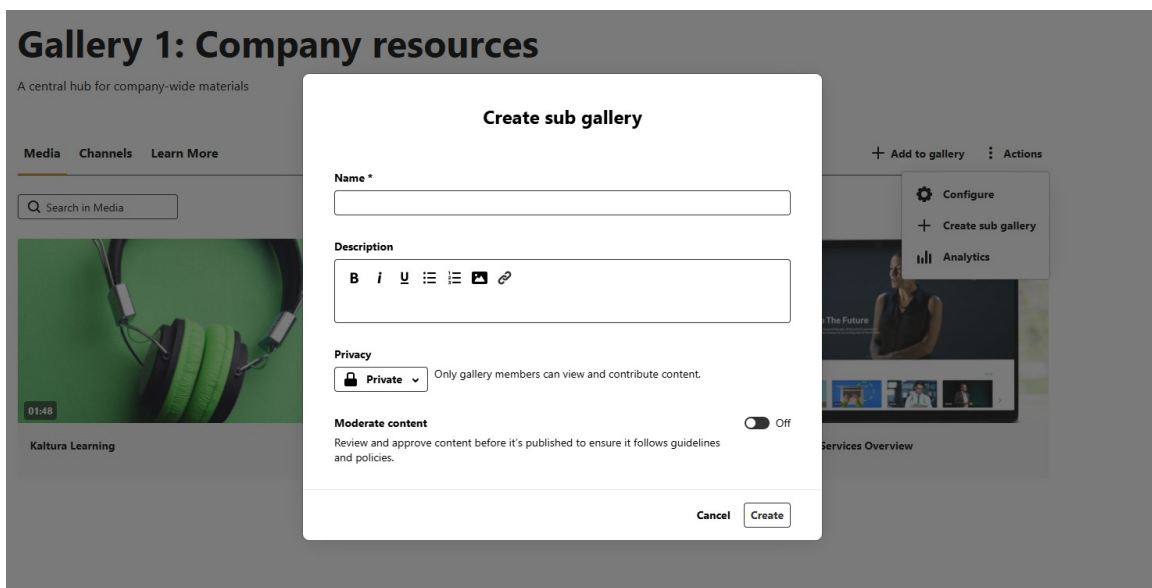 Gallery 1: Company resources
A central hub for company-wide materials
Media Channels Learn More
+ Add to gallery
Actions
Search in Media
Configure
Create sub gallery
Analytics
Create sub gallery
Name *
Description
B i U
Privacy
Private
Only gallery members can view and contribute content.
Moderate content
Off
Review and approve content before it's published to ensure it follows guidelines
and policies.
Cancel
Create
01:48
Kaltura Learning
The Future
Services Overview